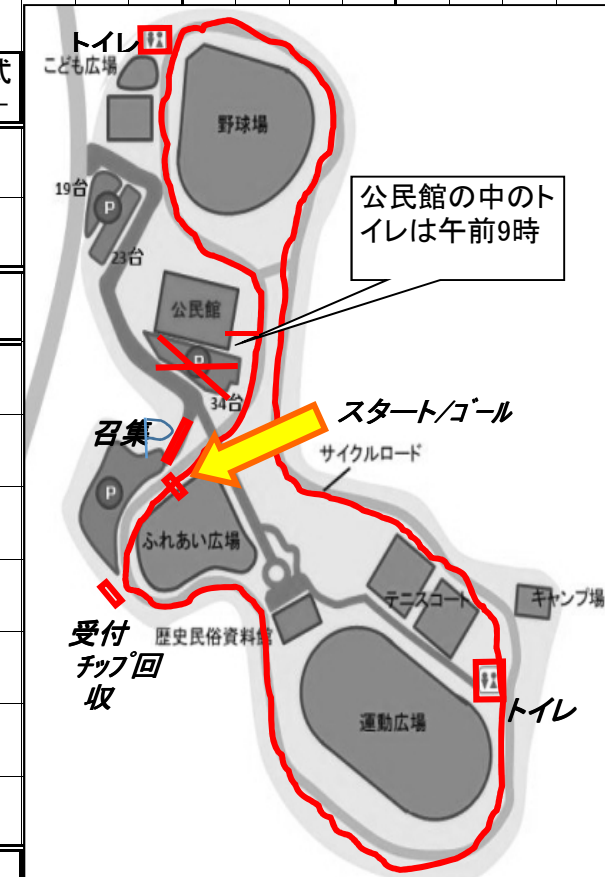 式
トイレ
こども広場
野球場
19台
P
23台
公民館の中のト
イレは午前9時
公民館
34台
スタート/ゴール
召集
サイクルロード
P
ふれあい広場
テニスコート
キャンプ場
受付
チップ回
収
歴史民俗資料館
トイレ
運動広場